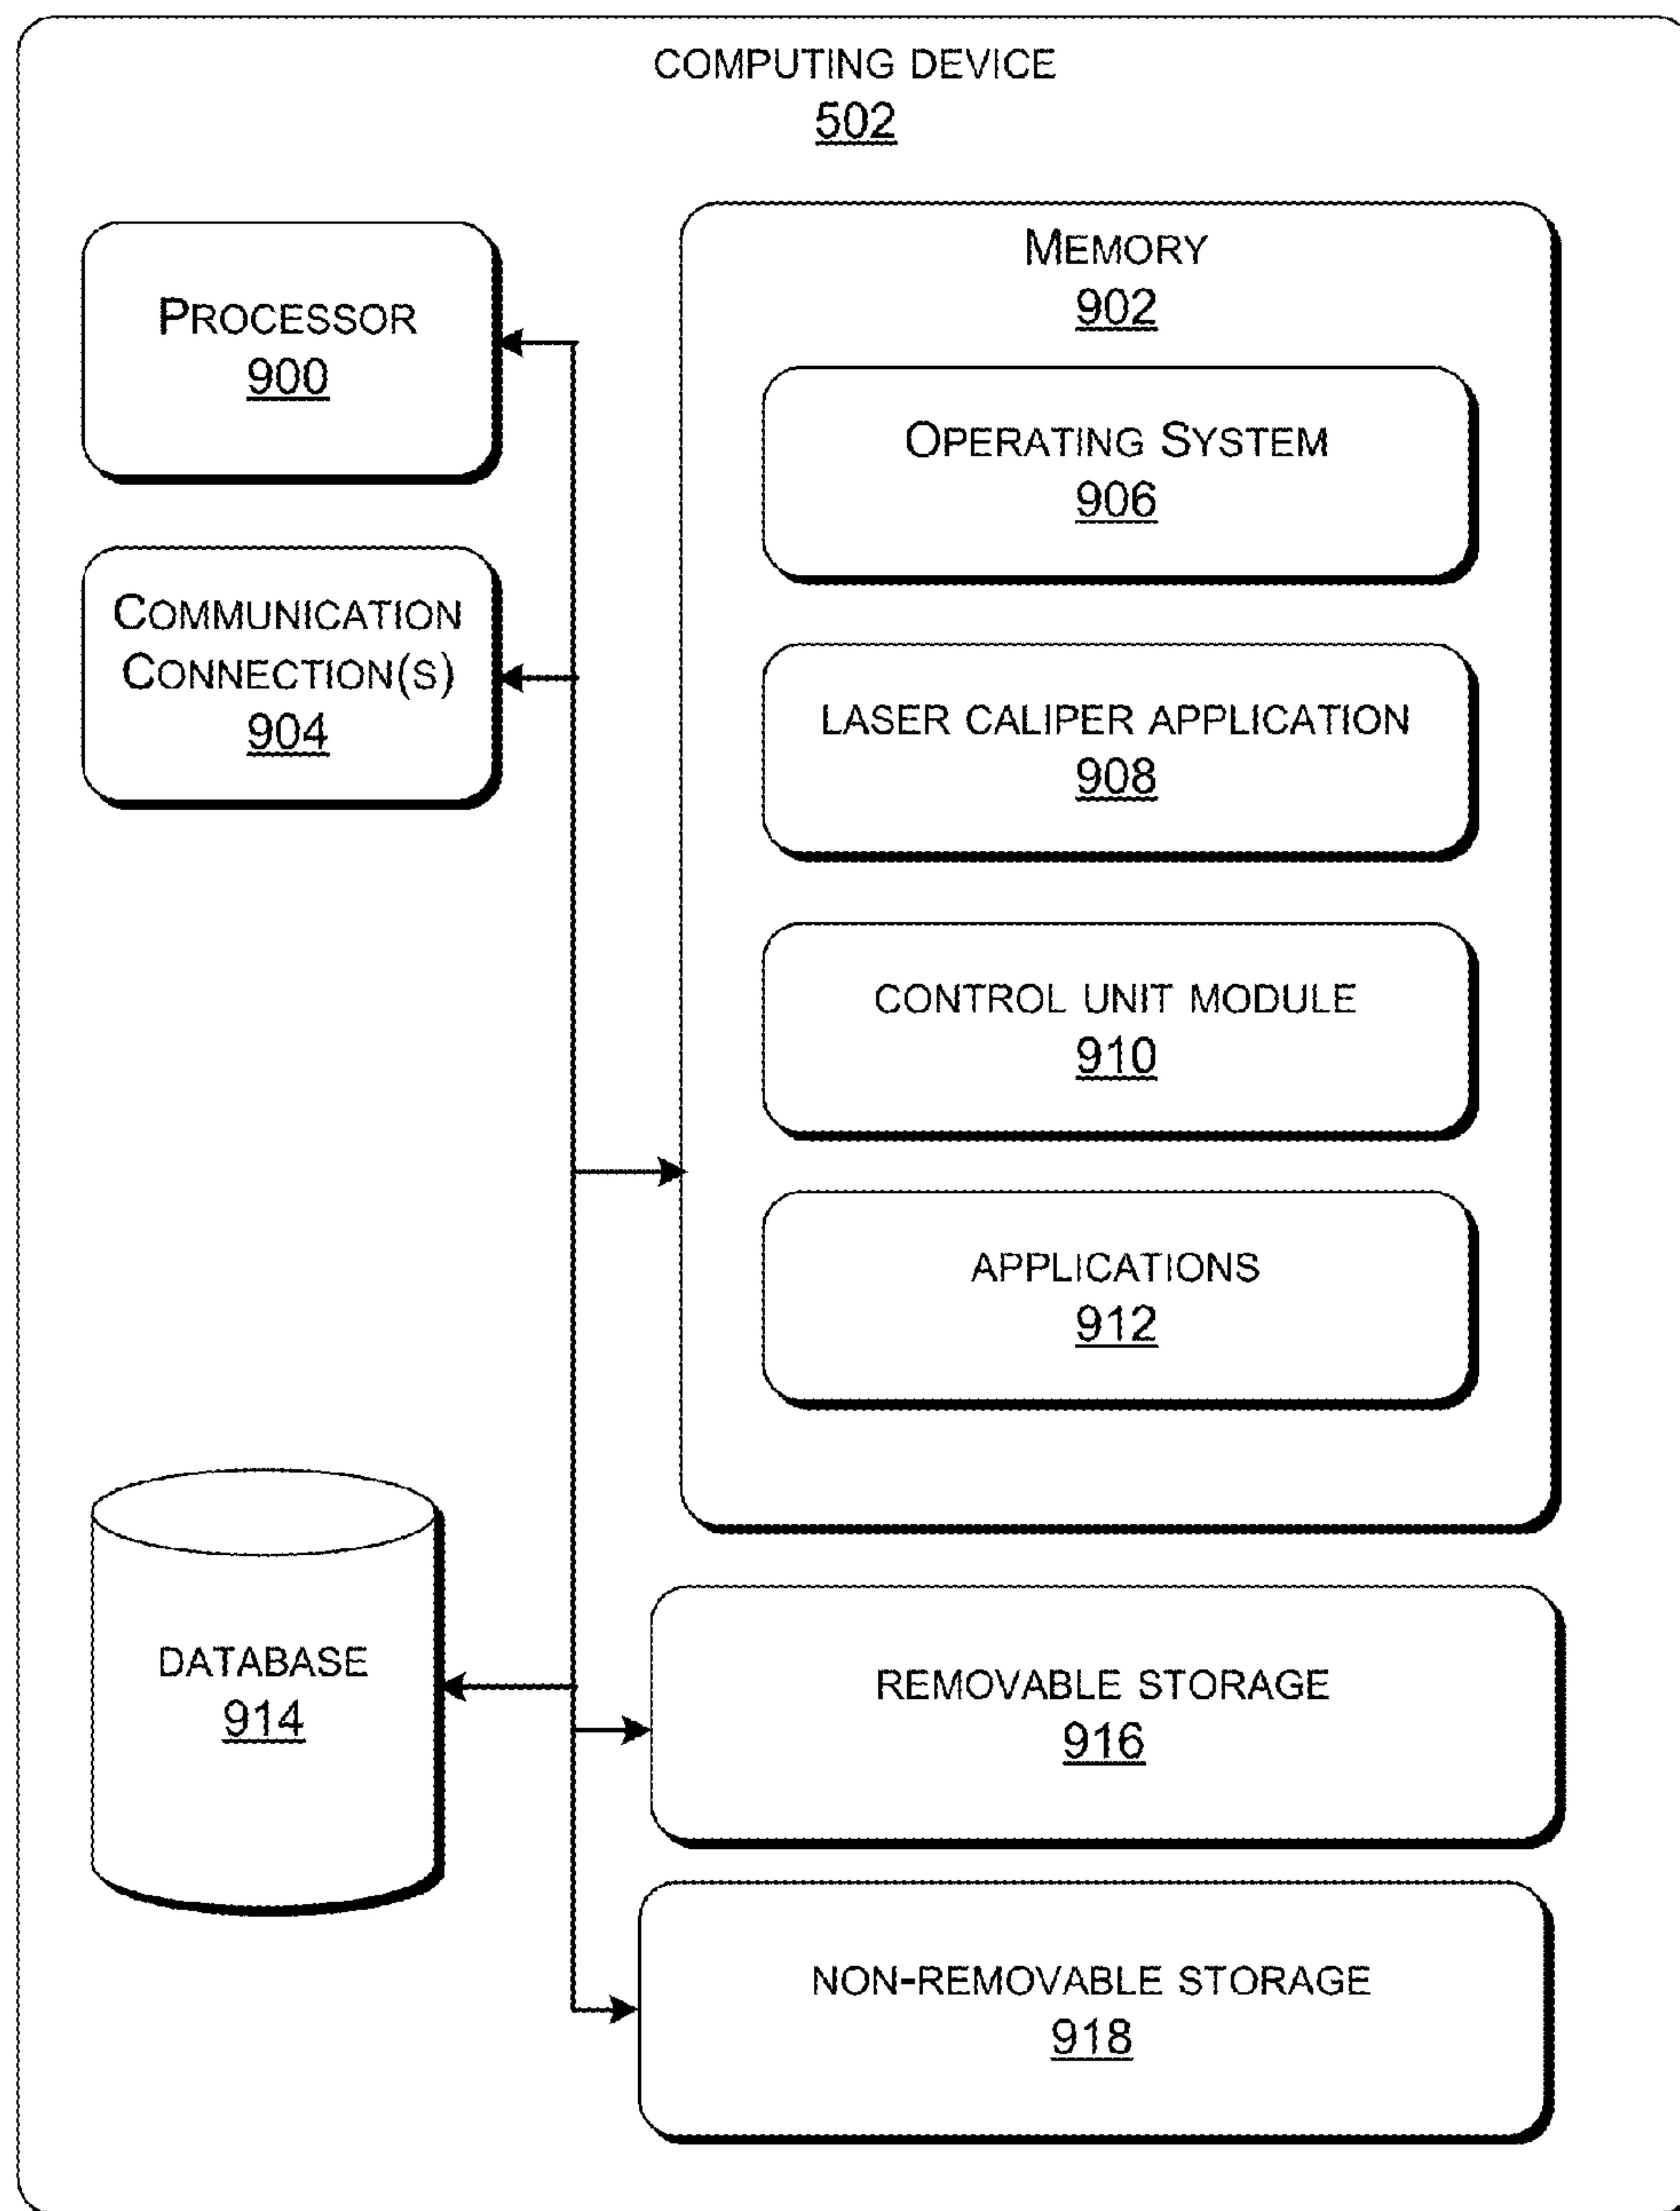 COMPUTING DEVICE
502
PROCESSOR
900
COMMUNICATION
CONNECTION(S)
904
MEMORY
902
OPERATING SYSTEM
906
LASER CALIPER APPLICATION
908
CONTROL UNIT MODULE
910
APPLICATIONS
912
DATABASE
914
REMOVABLE STORAGE
916
NON-REMOVABLE STORAGE
918